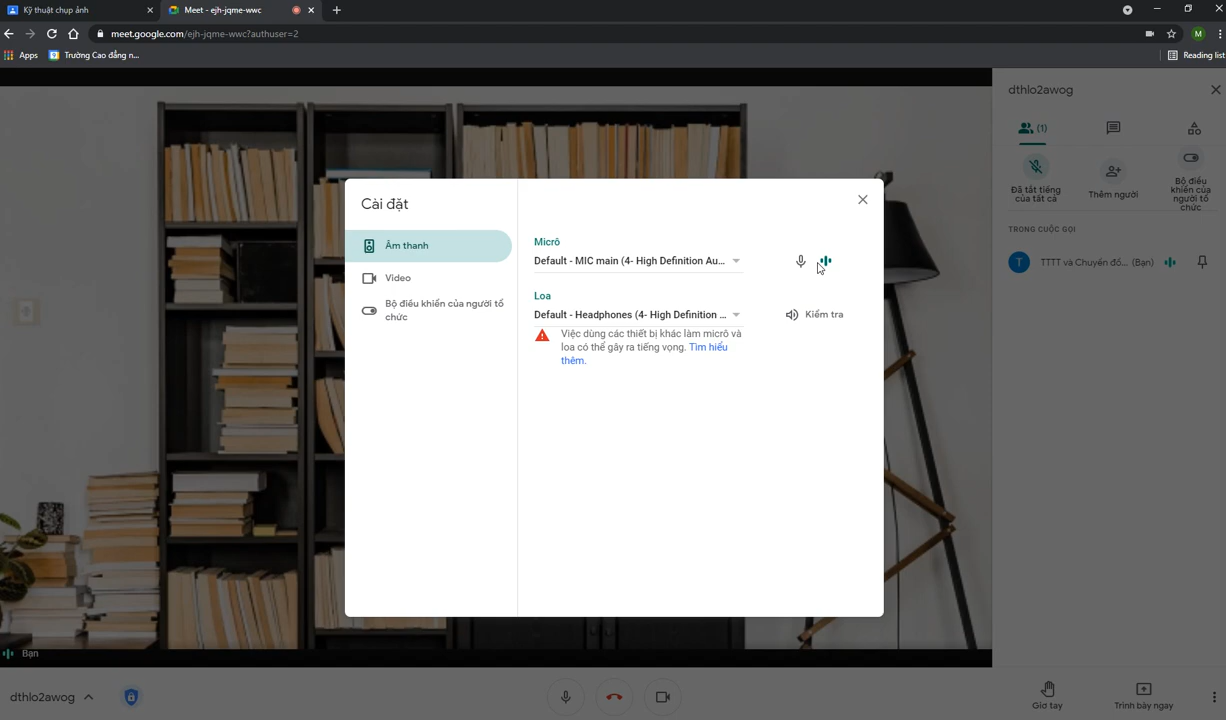 Kỹ thuật chụp ảnh
Meet - ejh-jqme-wwc
meet.google.com/ejh-jqme-wwc?authuser=2
M
Apps
Trường Cao đẳng n...
Reading list
dthlo2awog
(1)
Đã tắt tiếng
của tất cả
Thêm người
Bộ điều
khiển của
người tổ
chức
TRONG CUỘC GỌI
T
TTTT và Chuyển đổ... (Bạn)
Cài đặt
Âm thanh
Video
Bộ điều khiển của người tổ
chức
Micrô
Default - MIC main (4- High Definition Au...
Loa
Default - Headphones (4- High Definition ...
Kiểm tra
Việc dùng các thiết bị khác làm micrô và
loa có thể gây ra tiếng vọng. Tìm hiểu
thêm.
Bạn
dthlo2awog
Giơ tay
Trình bày ngay